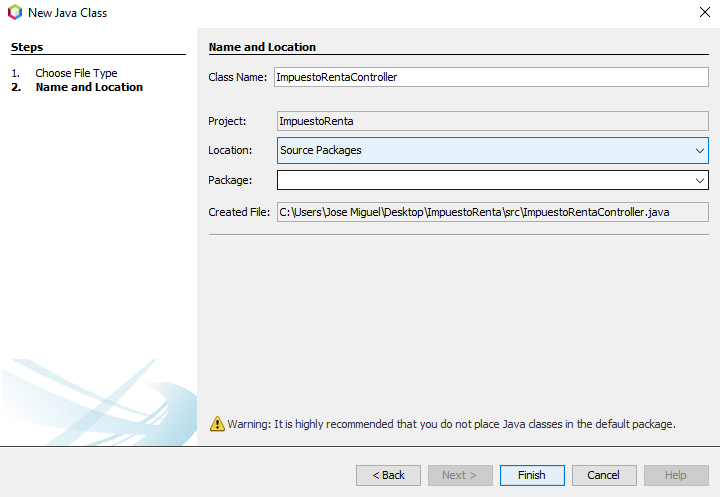 New Java Class
Steps
1. Choose File Type
2. Name and Location
Name and Location
Class Name: ImpuestoRentaController
Project: ImpuestoRenta
Location: Source Packages
Package:
Created File: C:\Users\Jose Miguel\Desktop\ImpuestoRenta\src\ImpuestoRentaController.java
Warning: It is highly recommended that you do not place Java classes in the default package.
< Back Next > Finish Cancel Help